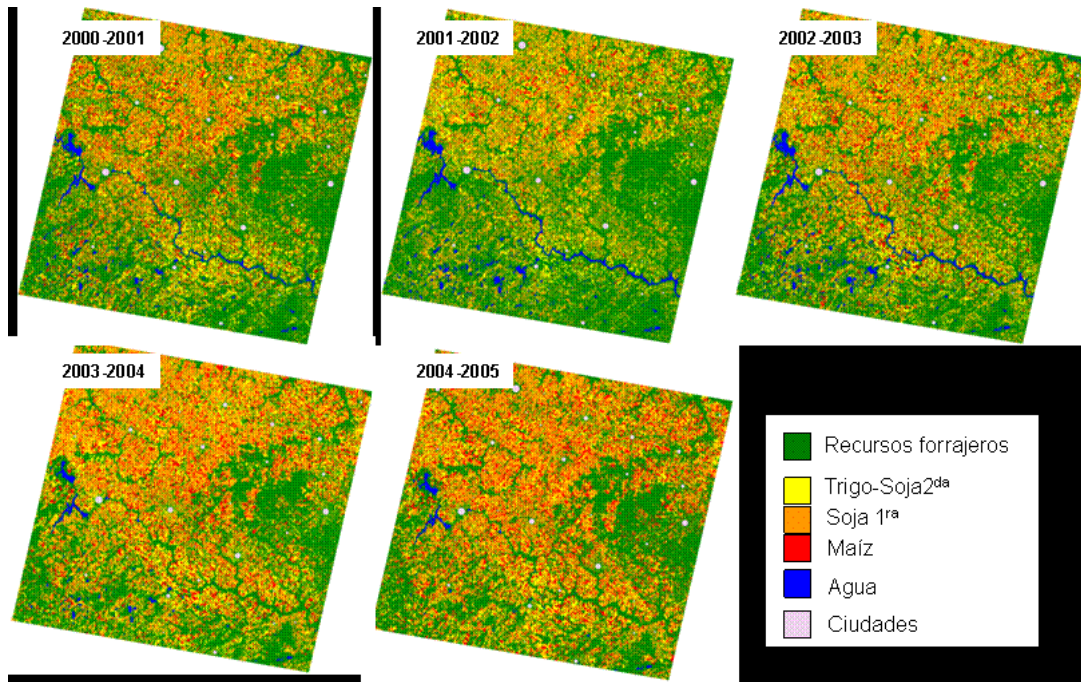 2000-2001
2001-2002
2002-2003
2003-2004
2004-2005
Recursos forrajeros
Trigo-Soja2ᵈᵃ
Soja 1ʳᵃ
Maíz
Agua
Ciudades